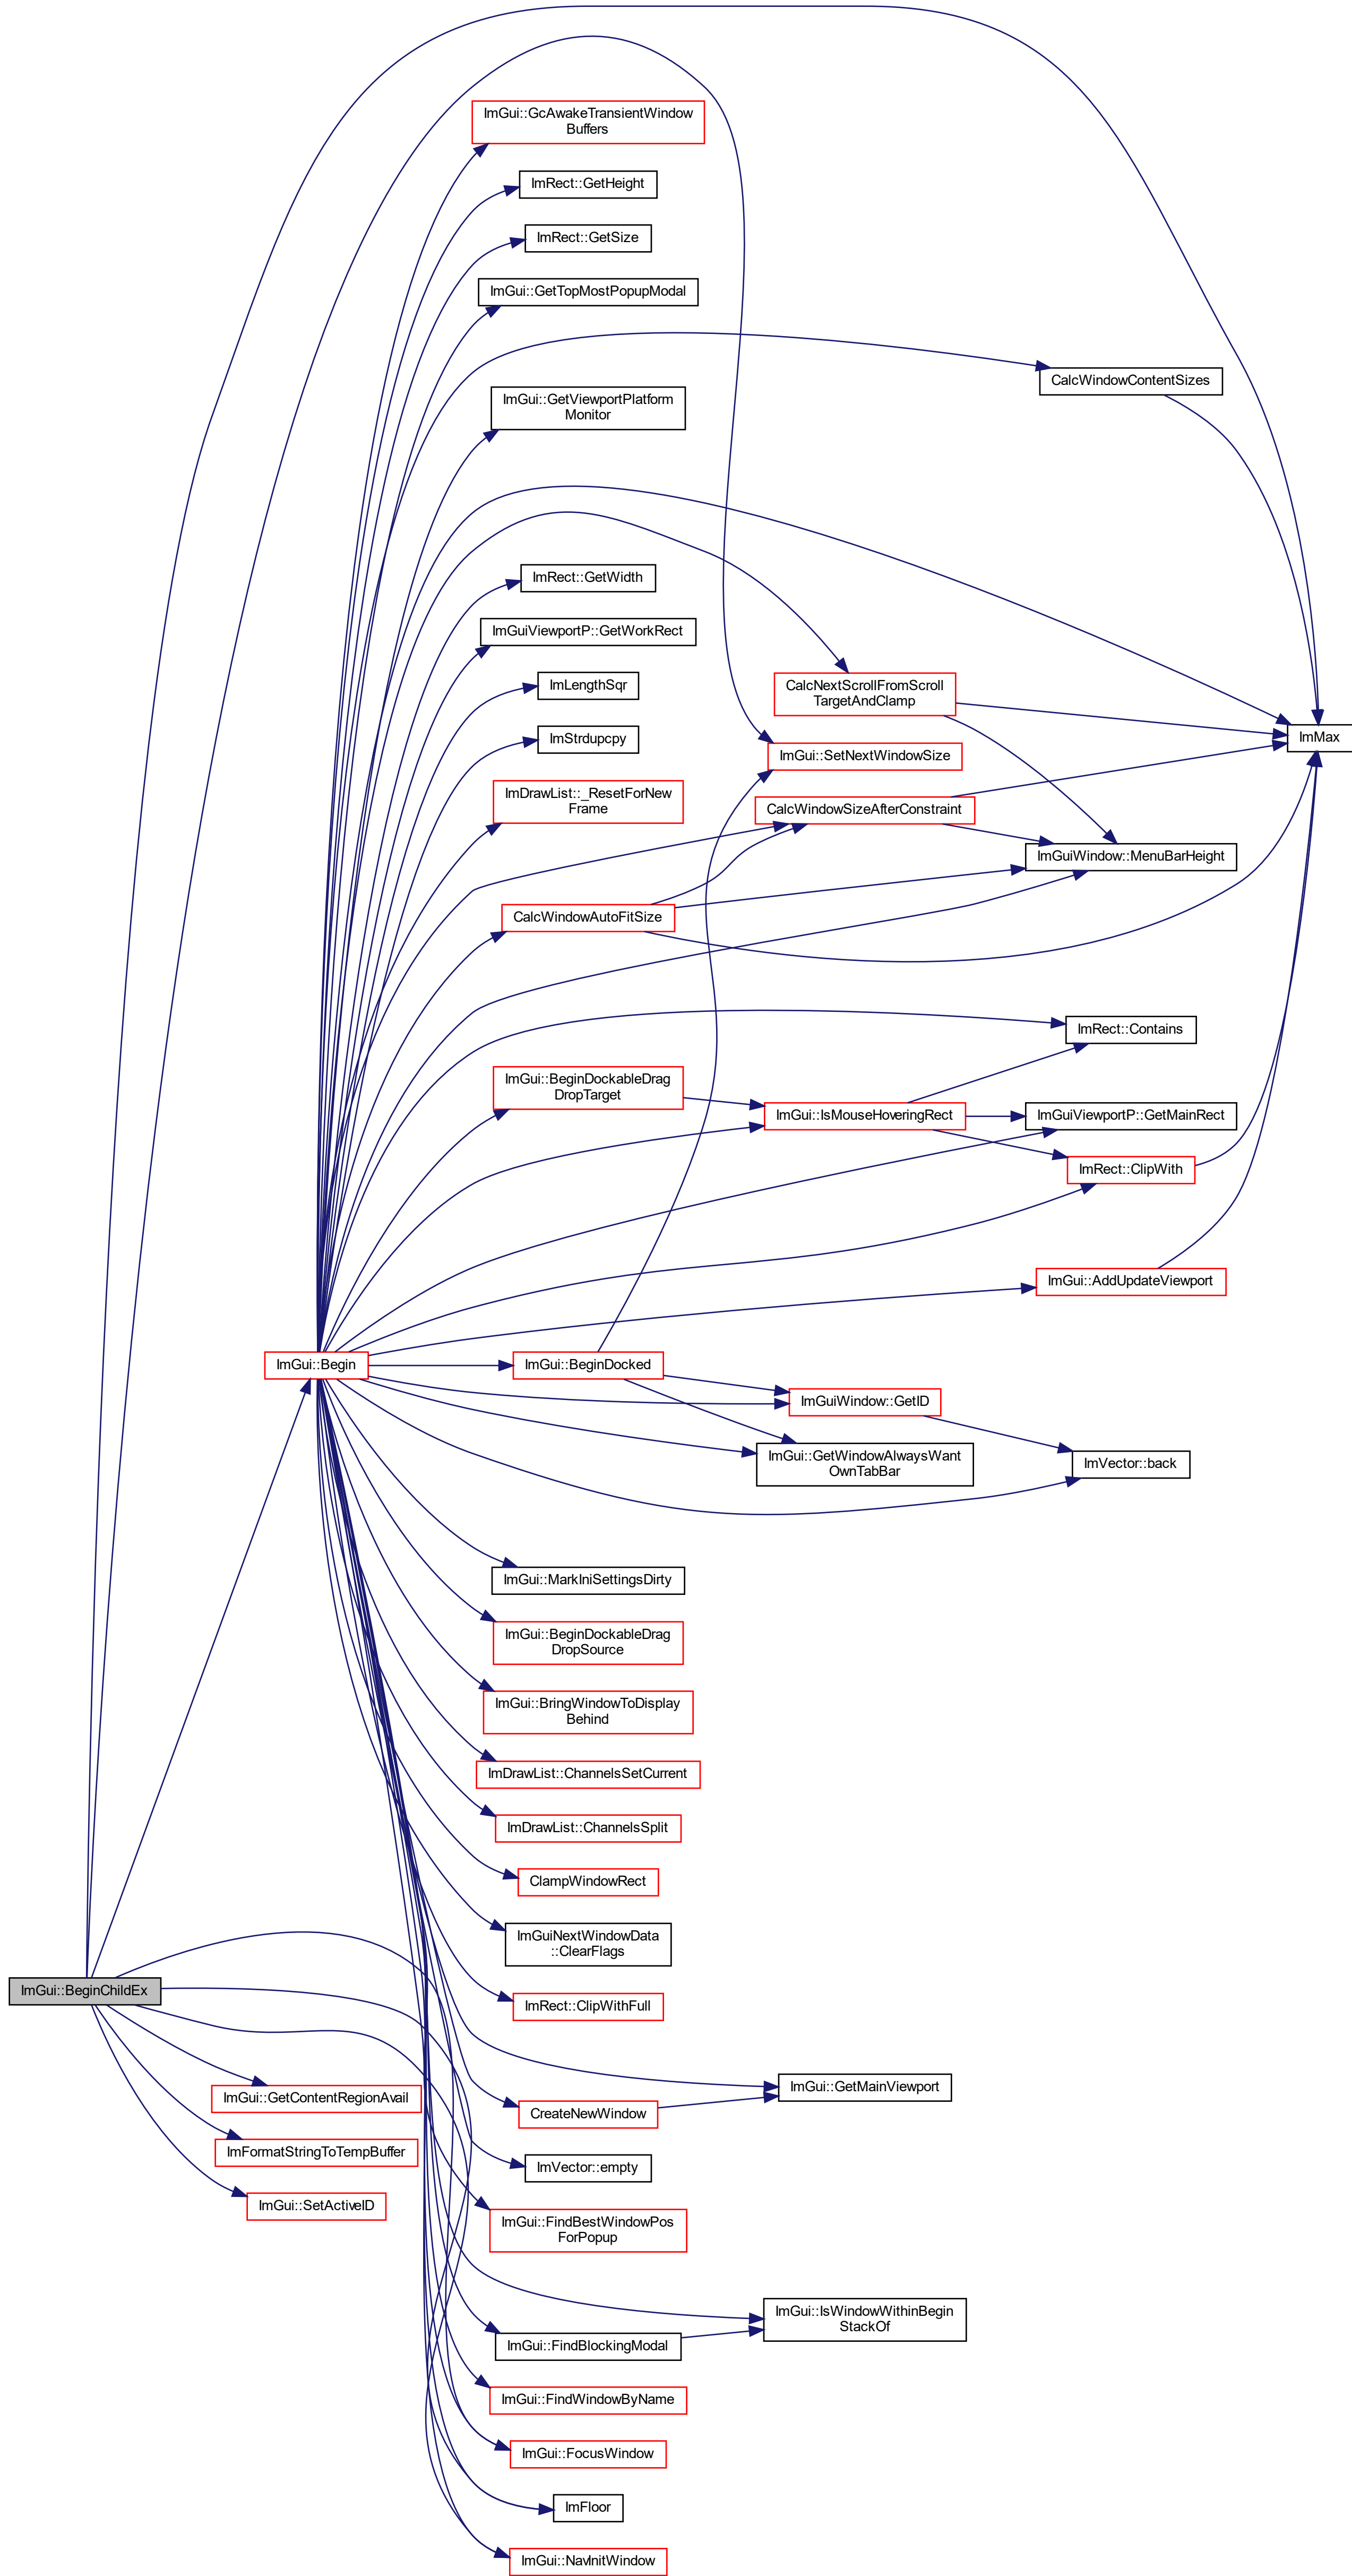 ImGui::GcAwakeTransientWindow
Buffers
ImRect::GetHeight
ImRect::GetSize
ImGui::GetTopMostPopupModal
CalcWindowContentSizes
ImGui::GetViewportPlatform
Monitor
ImRect::GetWidth
ImGuiViewportP::GetWorkRect
ImLengthSqr
CalcNextScrollFromScroll
TargetAndClamp
ImStrdupcpy
ImMax
ImGui::SetNextWindowSize
ImDrawList::_ResetForNew
Frame
CalcWindowSizeAfterConstraint
ImGuiWindow::MenuBarHeight
CalcWindowAutoFitSize
ImRect::Contains
ImGui::BeginDockableDrag
DropTarget
ImGui::IsMouseHoveringRect
ImGuiViewportP::GetMainRect
ImRect::ClipWith
ImGui::AddUpdateViewport
ImGui::Begin
ImGui::BeginDocked
ImGuiWindow::GetID
ImGui::GetWindowAlwaysWant
OwnTabBar
ImVector::back
ImGui::MarkIniSettingsDirty
ImGui::BeginDockableDrag
DropSource
ImGui::BringWindowToDisplay
Behind
ImDrawList::ChannelsSetCurrent
ImDrawList::ChannelsSplit
ClampWindowRect
ImGuiNextWindowData
::ClearFlags
ImGui::BeginChildEx
ImRect::ClipWithFull
ImGui::GetContentRegionAvail
ImGui::GetMainViewport
CreateNewWindow
ImFormatStringToTempBuffer
ImVector::empty
ImGui::SetActiveID
ImGui::FindBestWindowPos
ForPopup
ImGui::IsWindowWithinBegin
StackOf
ImGui::FindBlockingModal
ImGui::FindWindowByName
ImGui::FocusWindow
ImFloor
ImGui::NavInitWindow